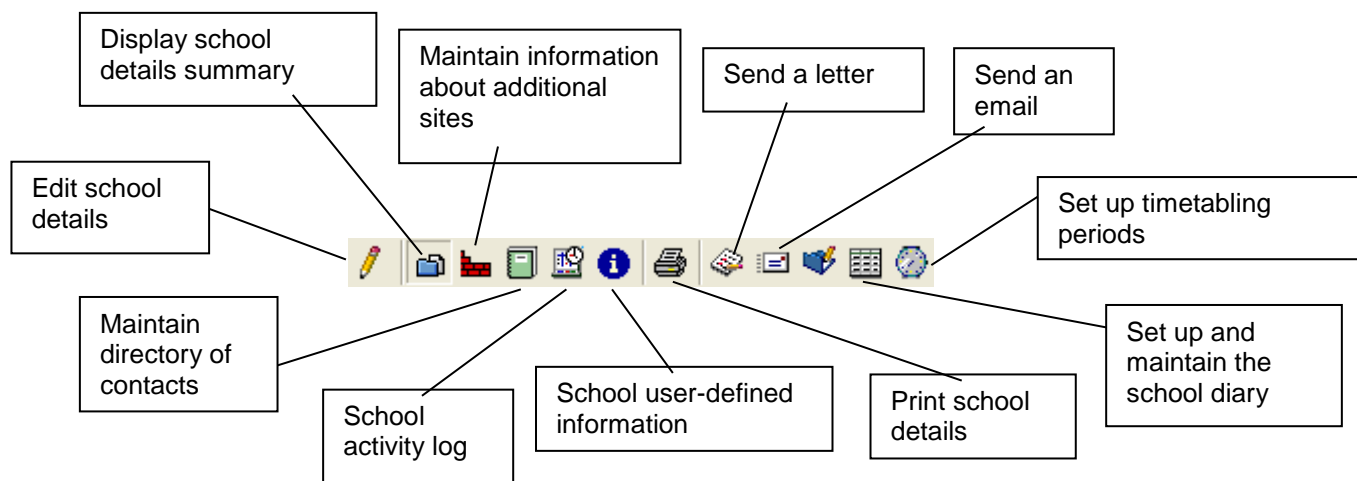 Display school
details summary
Maintain information
about additional
sites
Send a letter
Send an
email
Edit school
details
Set up timetabling
periods
Maintain
directory of
contacts
School
activity log
School user-defined
information
Print school
details
Set up and
maintain the
school diary